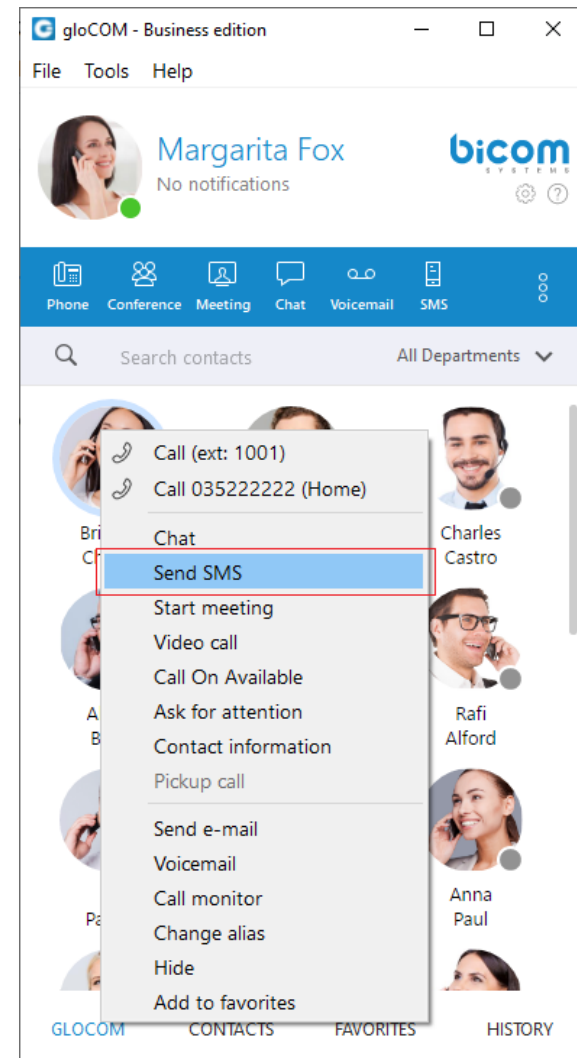 gloCOM - Business edition
File Tools Help
Margarita Fox
No notifications
bicom
SYSTEMS
Phone Conference Meeting Chat Voicemail SMS
Search contacts All Departments
Call (ext: 1001)
Call 035222222 (Home)
Chat
Send SMS
Start meeting
Video call
Call On Available
Ask for attention
Contact information
Pickup call
Send e-mail
Voicemail
Call monitor
Change alias
Hide
Add to favorites
Charles
Castro
Rafi
Alford
Anna
Paul
GLOCOM CONTACTS FAVORITES HISTORY